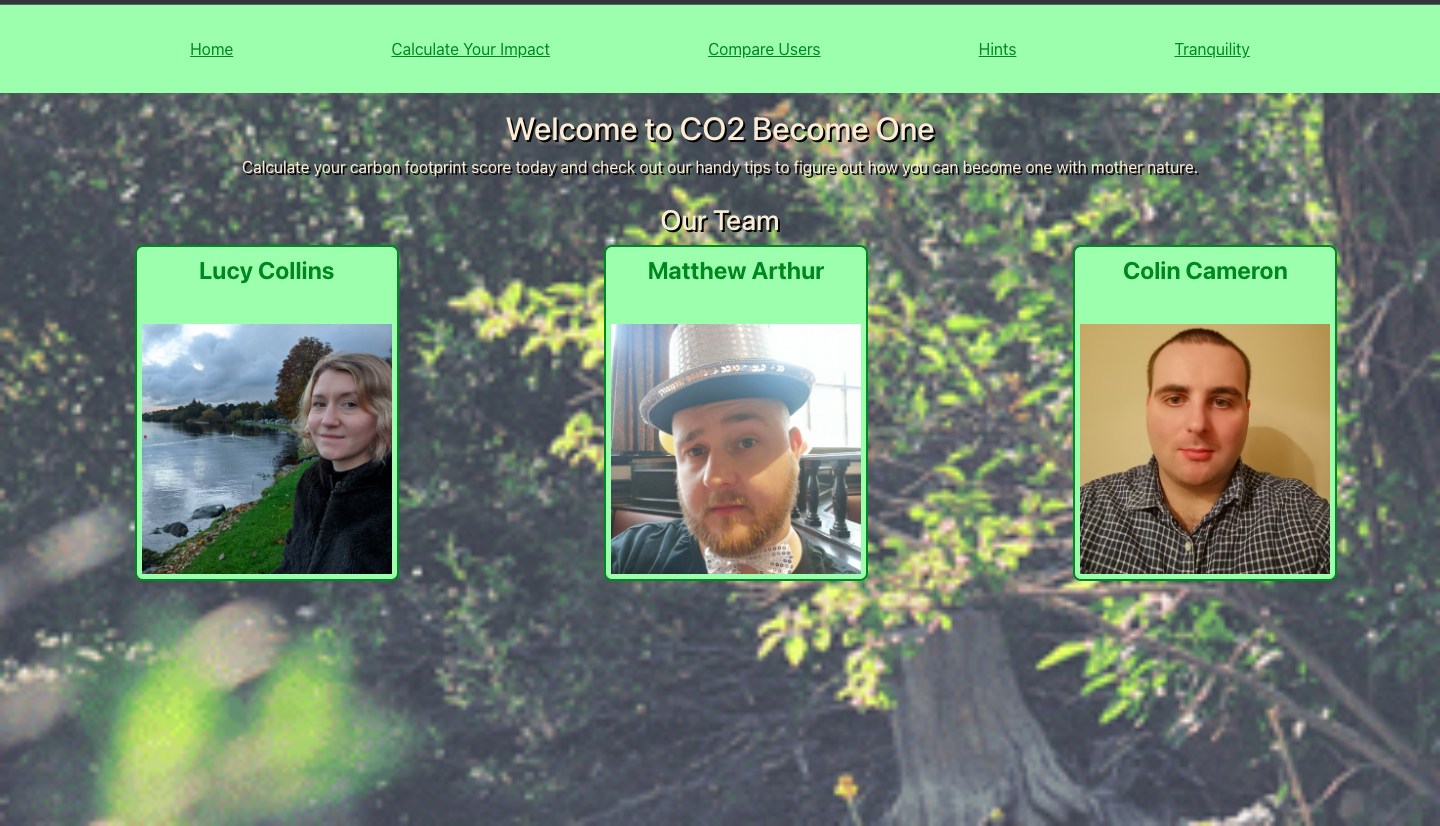 Home Calculate Your Impact Compare Users Hints Tranquility
Welcome to CO2 Become One
Calculate your carbon footprint score today and check out our handy tips to figure out how you can become one with mother nature.
Our Team
Lucy Collins
Matthew Arthur
Colin Cameron